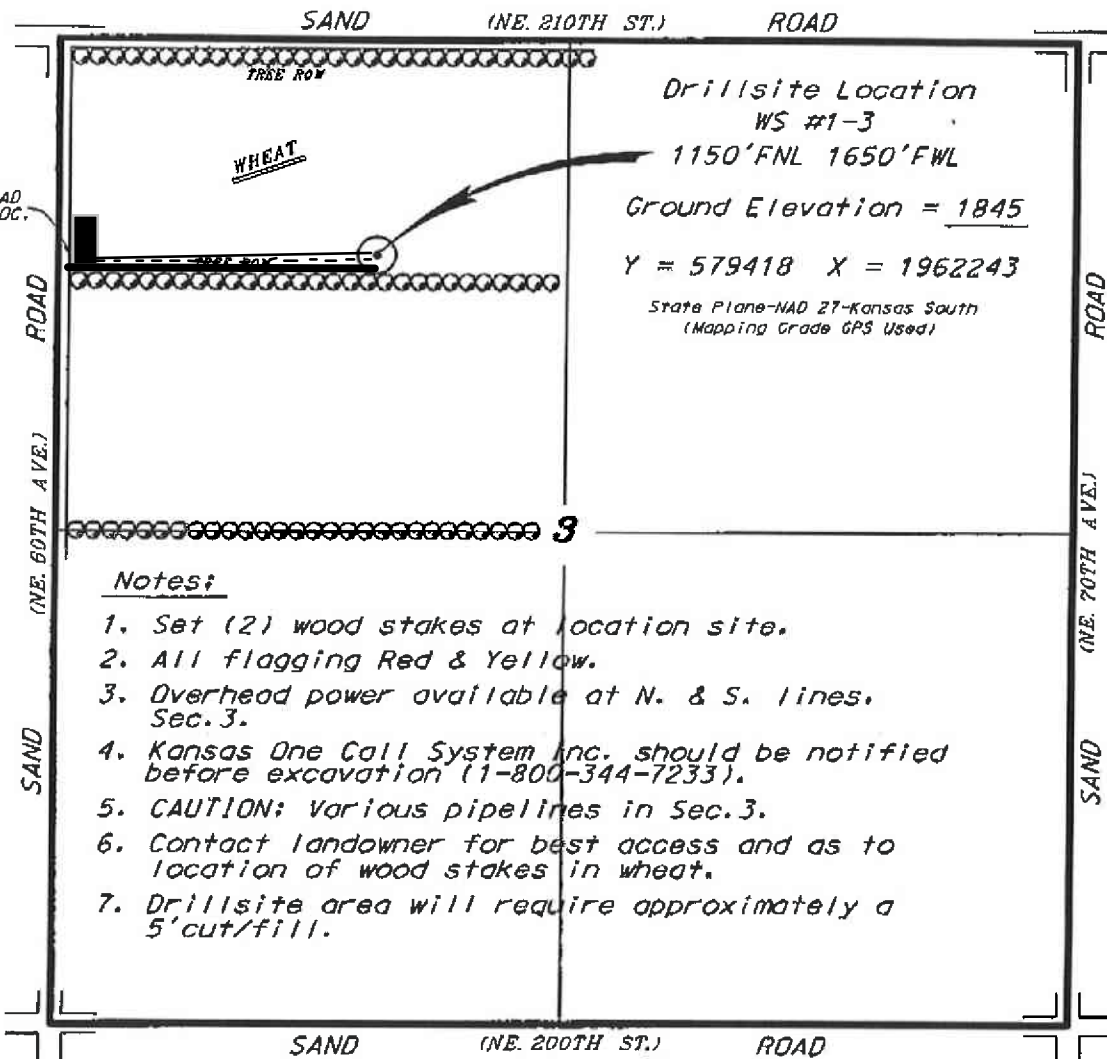 SAND (NE. 210TH ST.) ROAD
TREE ROW
WHEAT
Drillsite Location
WS #1-3
1150'FNL 1650'FWL
Ground Elevation = 1845
Y = 579418 X = 1962243
State Plane-NAD 27-Kansas South
(Mapping Grade GPS Used)
TREE ROW
ROAD
(NE. 60TH AVE.)
SAND
ROAD
(NE. 70TH AVE.)
SAND
3
Notes:
1. Set (2) wood stakes at location site.
2. All flagging Red & Yellow.
3. Overhead power available at N. & S. lines.
Sec. 3.
4. Kansas One Call System Inc. should be notified
before excavation (1-800-344-7233).
5. CAUTION: Various pipelines in Sec. 3.
6. Contact landowner for best access and as to
location of wood stakes in wheat.
7. Drillsite area will require approximately a
5'cut/fill.
SAND (NE. 200TH ST.) ROAD